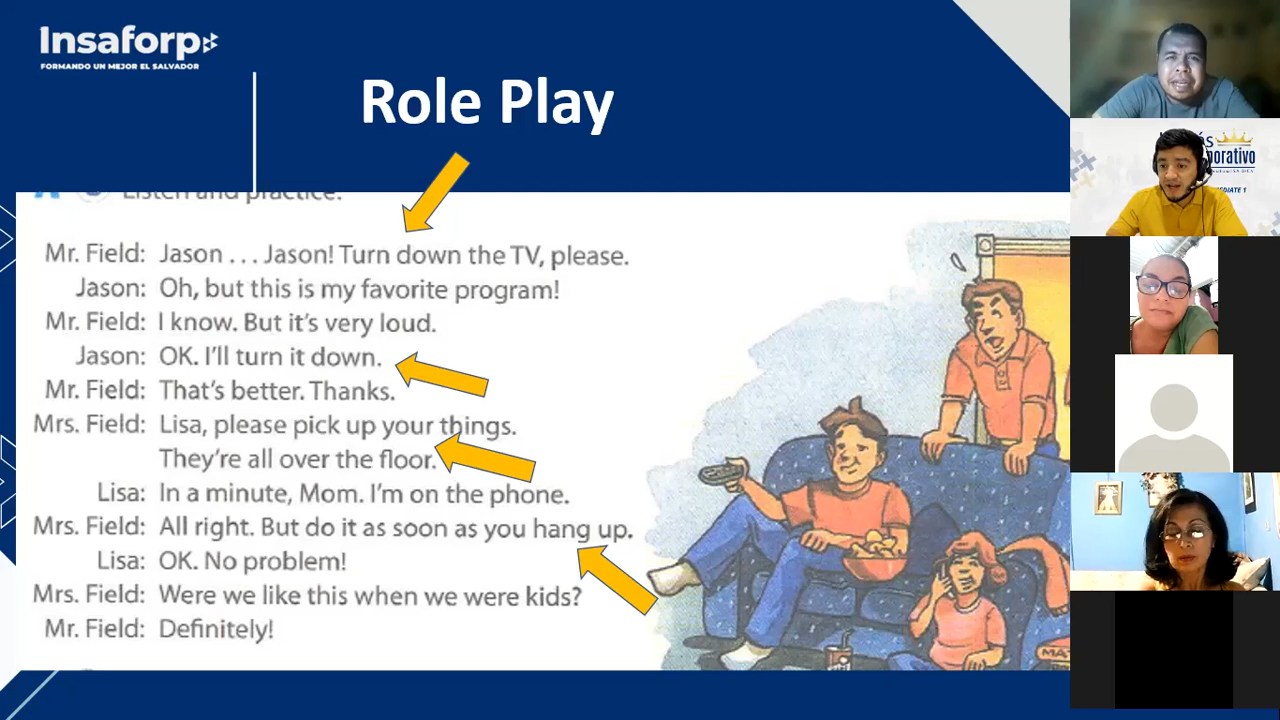 Insaforp
FORMANDO UN MEJOR EL SALVADOR
Role Play
Listen and practice.
Mr. Field: Jason . . . Jason! Turn down the TV, please.
Jason: Oh, but this is my favorite program!
Mr. Field: I know. But it's very loud.
Jason: OK. I'll turn it down.
Mr. Field: That's better. Thanks.
Mrs. Field: Lisa, please pick up your things.
They're all over the floor.
Lisa: In a minute, Mom. I'm on the phone.
Mrs. Field: All right. But do it as soon as you hang up.
Lisa: OK. No problem!
Mrs. Field: Were we like this when we were kids?
Mr. Field: Definitely!